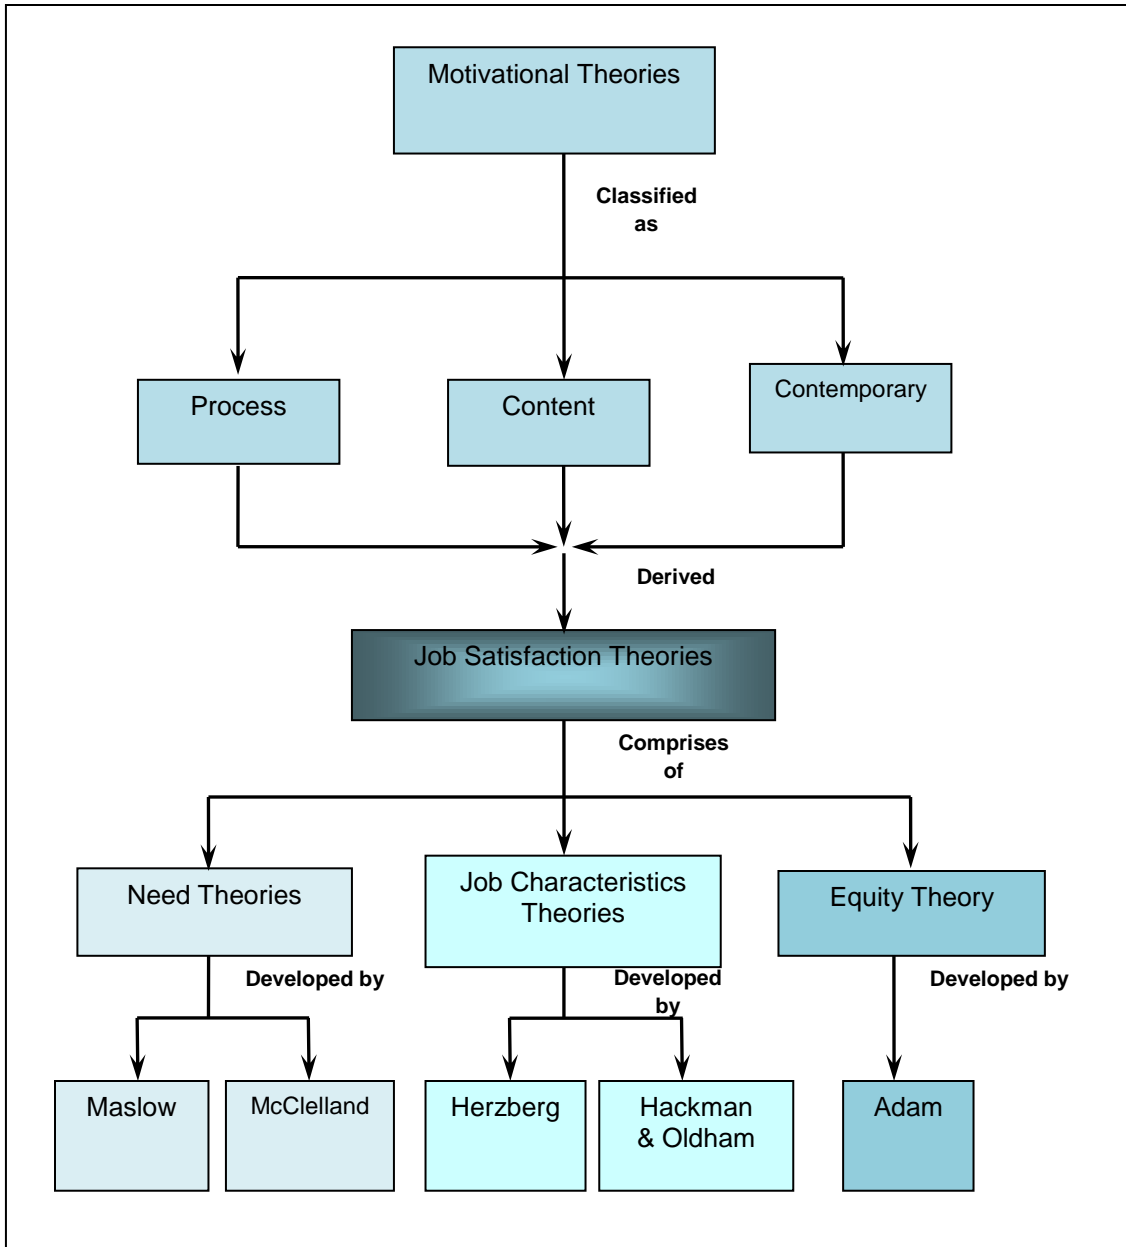 Motivational Theories
Classified
as
Process
Content
Contemporary
Derived
Job Satisfaction Theories
Comprises
of
Need Theories
Job Characteristics
Theories
Equity Theory
Developed by
Developed
by
Developed by
Maslow
McClelland
Herzberg
Hackman
& Oldham
Adam